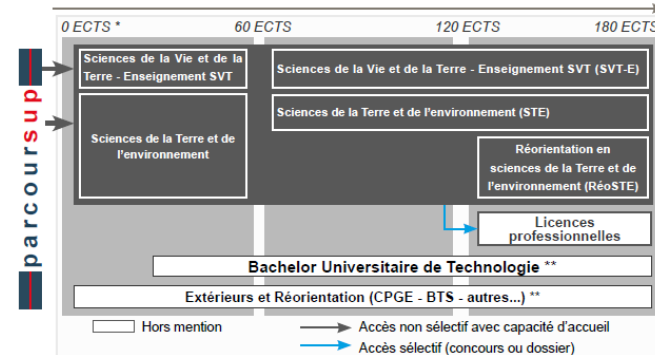 0 ECTS * 60 ECTS 120 ECTS 180 ECTS
parcoursup
Sciences de la Vie et de la
Terre - Enseignement SVT
Sciences de la Vie et de la Terre - Enseignement SVT (SVT-E)
Sciences de la Terre et de
l'environnement
Sciences de la Terre et de l'environnement (STE)
Réorientation en
sciences de la Terre et de
l'environnement (RéoSTE)
Licences
professionnelles
Bachelor Universitaire de Technologie **
Extérieurs et Réorientation (CPGE - BTS - autres...) **
Hors mention
Accès non sélectif avec capacité d'accueil
Accès sélectif (concours ou dossier)